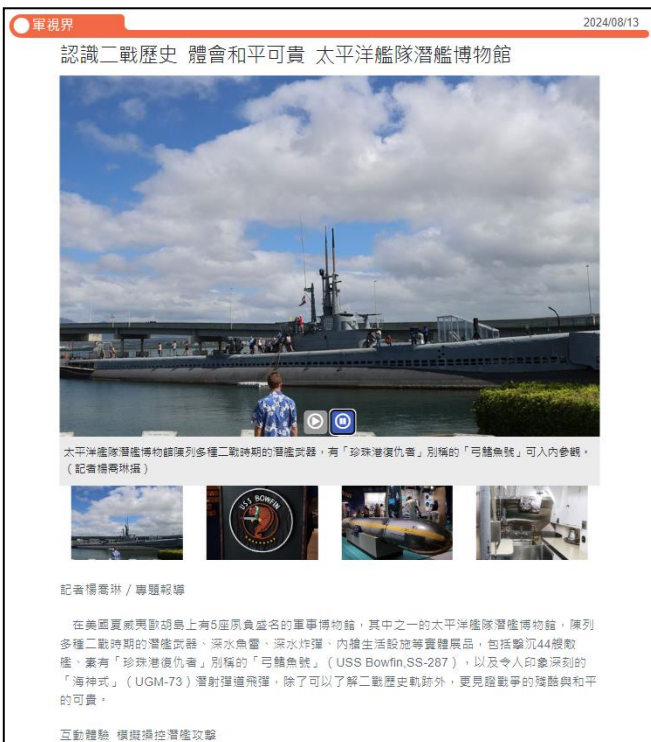 軍視界
2024/08/13
認識二戰歷史 體會和平可貴 太平洋艦隊潛艦博物館
太平洋艦隊潛艦博物館陳列多種二戰時期的潛艦武器，有「珍珠港復仇者」別稱的「弓鰭魚號」可入內參觀。
（記者楊喬琳攝）
USS BOWFIN
記者楊喬琳／專題報導
在美國夏威夷歐胡島上有5座夙負盛名的軍事博物館，其中之一的太平洋艦隊潛艦博物館，陳列
多種二戰時期的潛艦武器、深水魚雷、深水炸彈、內艙生活設施等實體展品，包括擊沉44艘敵
艦、素有「珍珠港復仇者」別稱的「弓鰭魚號」（USS Bowfin,SS-287），以及令人印象深刻的
「海神式」（UGM-73）潛射彈道飛彈，除了可以了解二戰歷史軌跡外，更見證戰爭的殘酷與和平
的可貴。
互動體驗 模擬操控潛艦攻擊